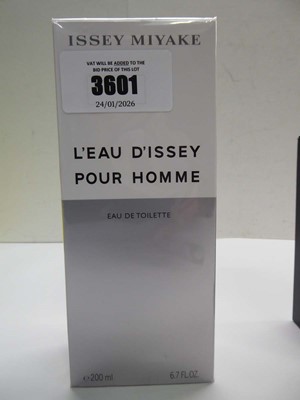 ISSEY MIYAKE
VAT WILL BE ADDED TO THE
BID PRICE OF THIS LOT
3601
24/01/2026
L'EAU D'ISSEY
POUR HOMME
EAU DE TOILETTE
℮200 ml 6.7 FL.OZ.